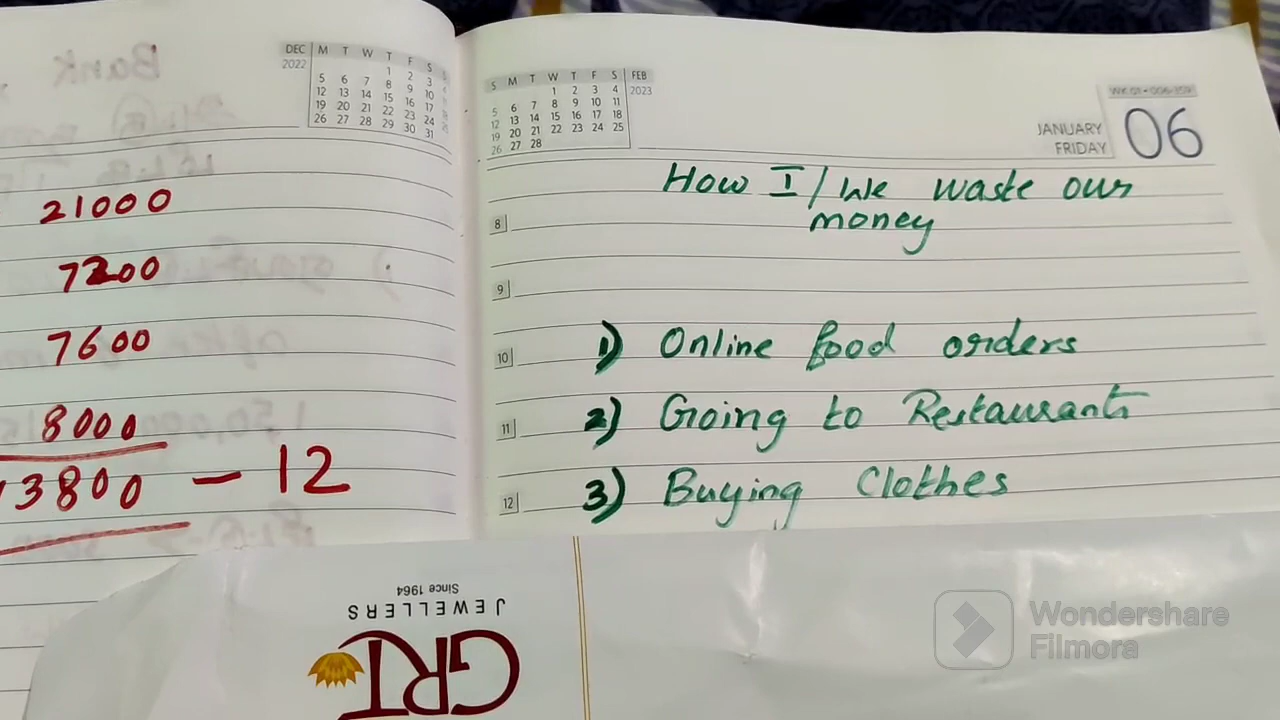 DEC
2022
M T W T F S S
1 2 3
5 6 7 8 9 10
12 13 14 15 16 17
19 20 21 22 23 24
26 27 28 29 30 31
21000
7200
7600
8000
3800 - 12
S M T W T F S
FEB
2023
1 2 3 4
5 6 7 8 9 10 11
12 13 14 15 16 17 18
19 20 21 22 23 24 25
26 27 28
JANUARY
FRIDAY
06
How I/We waste our
money
8
9
10
1) Online food orders
11
2) Going to Restaurants
12
3) Buying Clothes
GRT
JEWELLERS
Since 1964
Wondershare
Filmora